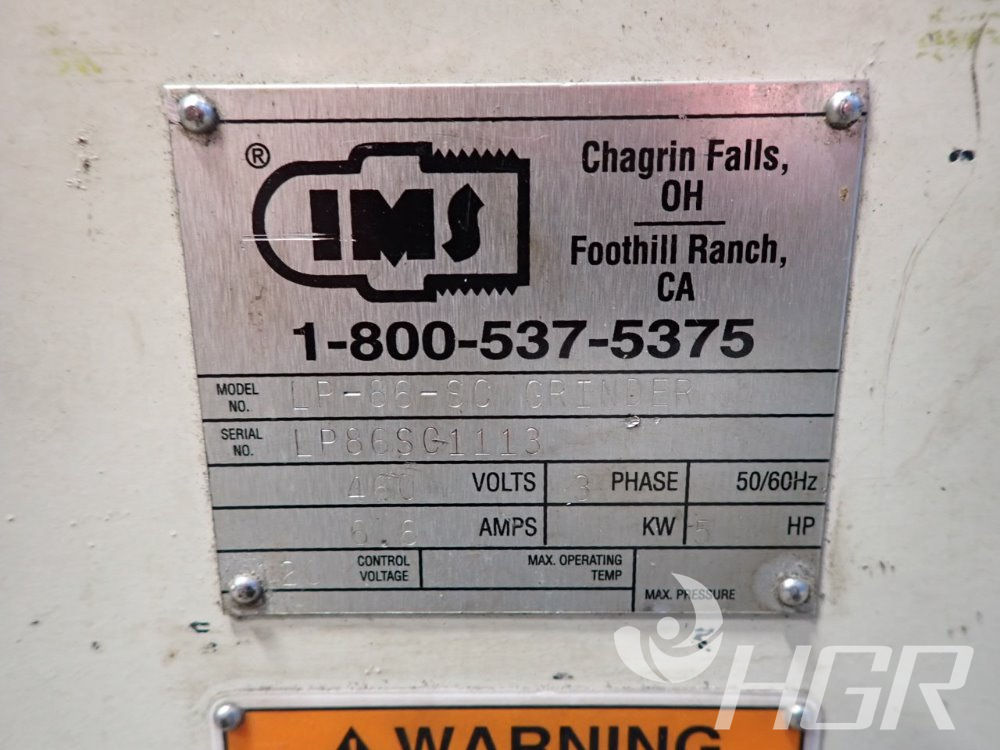 ®
IMS
Chagrin Falls,
OH
Foothill Ranch,
CA
1-800-537-5375
MODEL NO. LP-86-SC GRINDER
SERIAL NO. LP86SC1113
460 VOLTS 3 PHASE 50/60Hz
6.6 AMPS KW 5 HP
CONTROL VOLTAGE MAX. OPERATING TEMP MAX. PRESSURE
HGR
WARNING